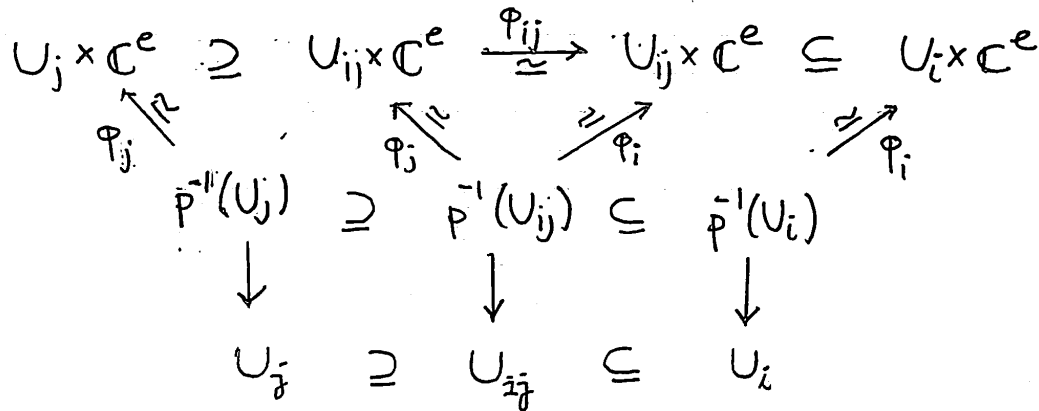 φ_ij
U_j × ℂ^e ⊇ U_ij × ℂ^e ≃ U_ij × ℂ^e ⊆ U_i × ℂ^e
φ_j ≃ φ_j ≃ ≃ φ_i ≃ φ_i
p^-1(U_j) ⊇ p^-1(U_ij) ⊆ p^-1(U_i)
U_j ⊇ U_ij ⊆ U_i